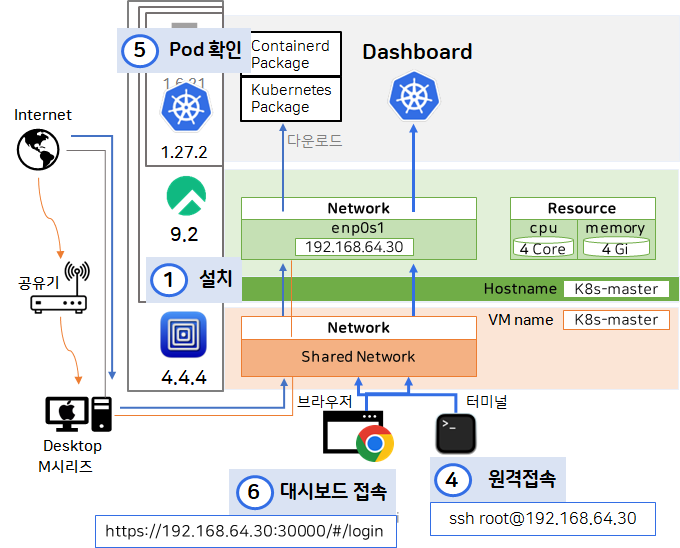 5 Pod 확인
Containerd
Package
Kubernetes
Package
Dashboard
1.6.21
1.27.2
다운로드
Internet
9.2
Network
enp0s1
192.168.64.30
Resource
cpu
4 Core
memory
4 Gi
공유기
1 설치
Hostname
K8s-master
VM name
K8s-master
Network
Shared Network
4.4.4
Desktop
M시리즈
브라우저
터미널
>_
6 대시보드 접속
4 원격접속
https://192.168.64.30:30000/#/login
ssh root@192.168.64.30